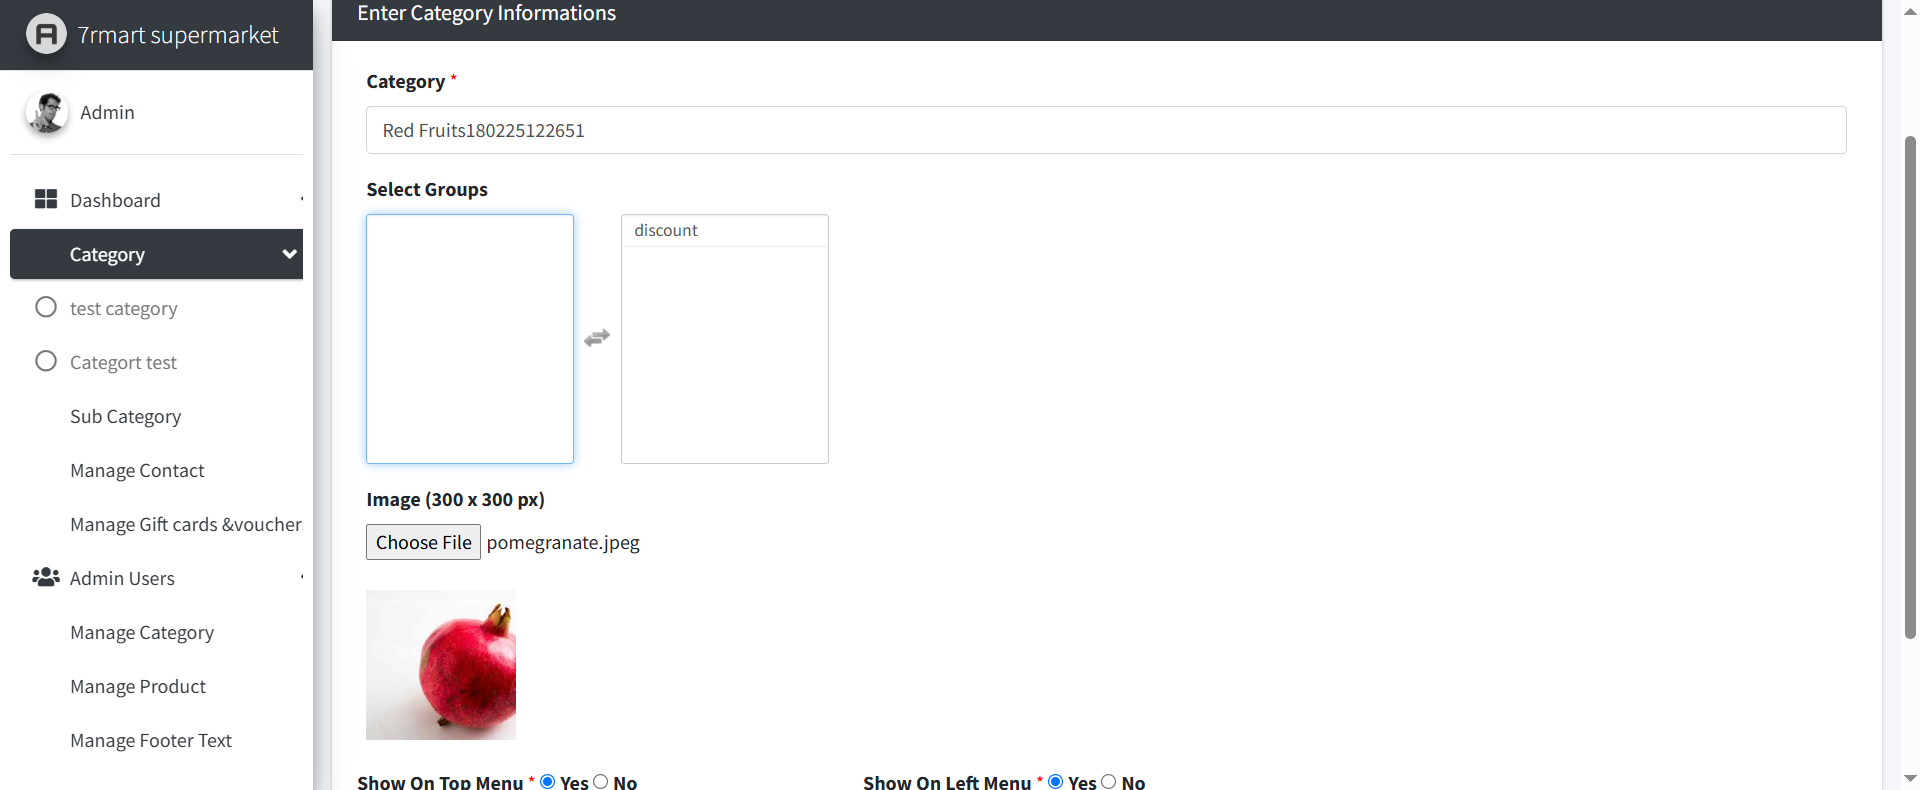 7rmart supermarket
Admin
Dashboard
Category
test category
Categort test
Sub Category
Manage Contact
Manage Gift cards &voucher
Admin Users
Manage Category
Manage Product
Manage Footer Text
Enter Category Informations
Category *
Red Fruits180225122651
Select Groups
discount
Image (300 x 300 px)
Choose File pomegranate.jpeg
Show On Top Menu * Yes No
Show On Left Menu * Yes No